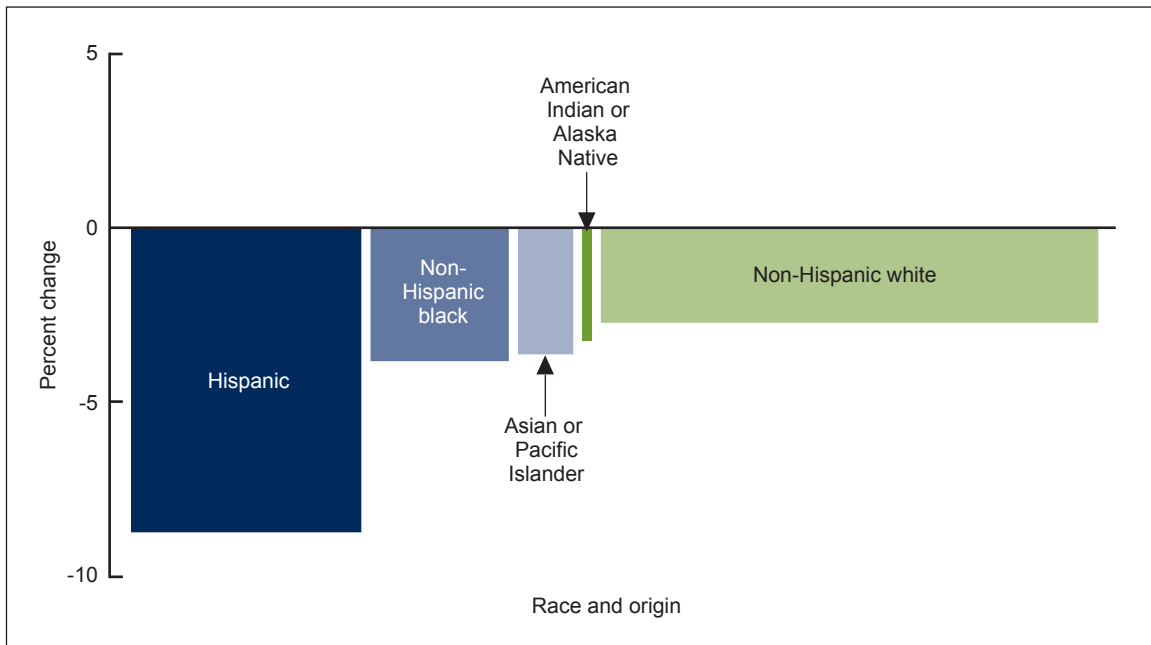 5
0
-5
-10
Percent change
American
Indian or
Alaska
Native
Hispanic
Non-
Hispanic
black
Asian or
Pacific
Islander
Non-Hispanic white
Race and origin